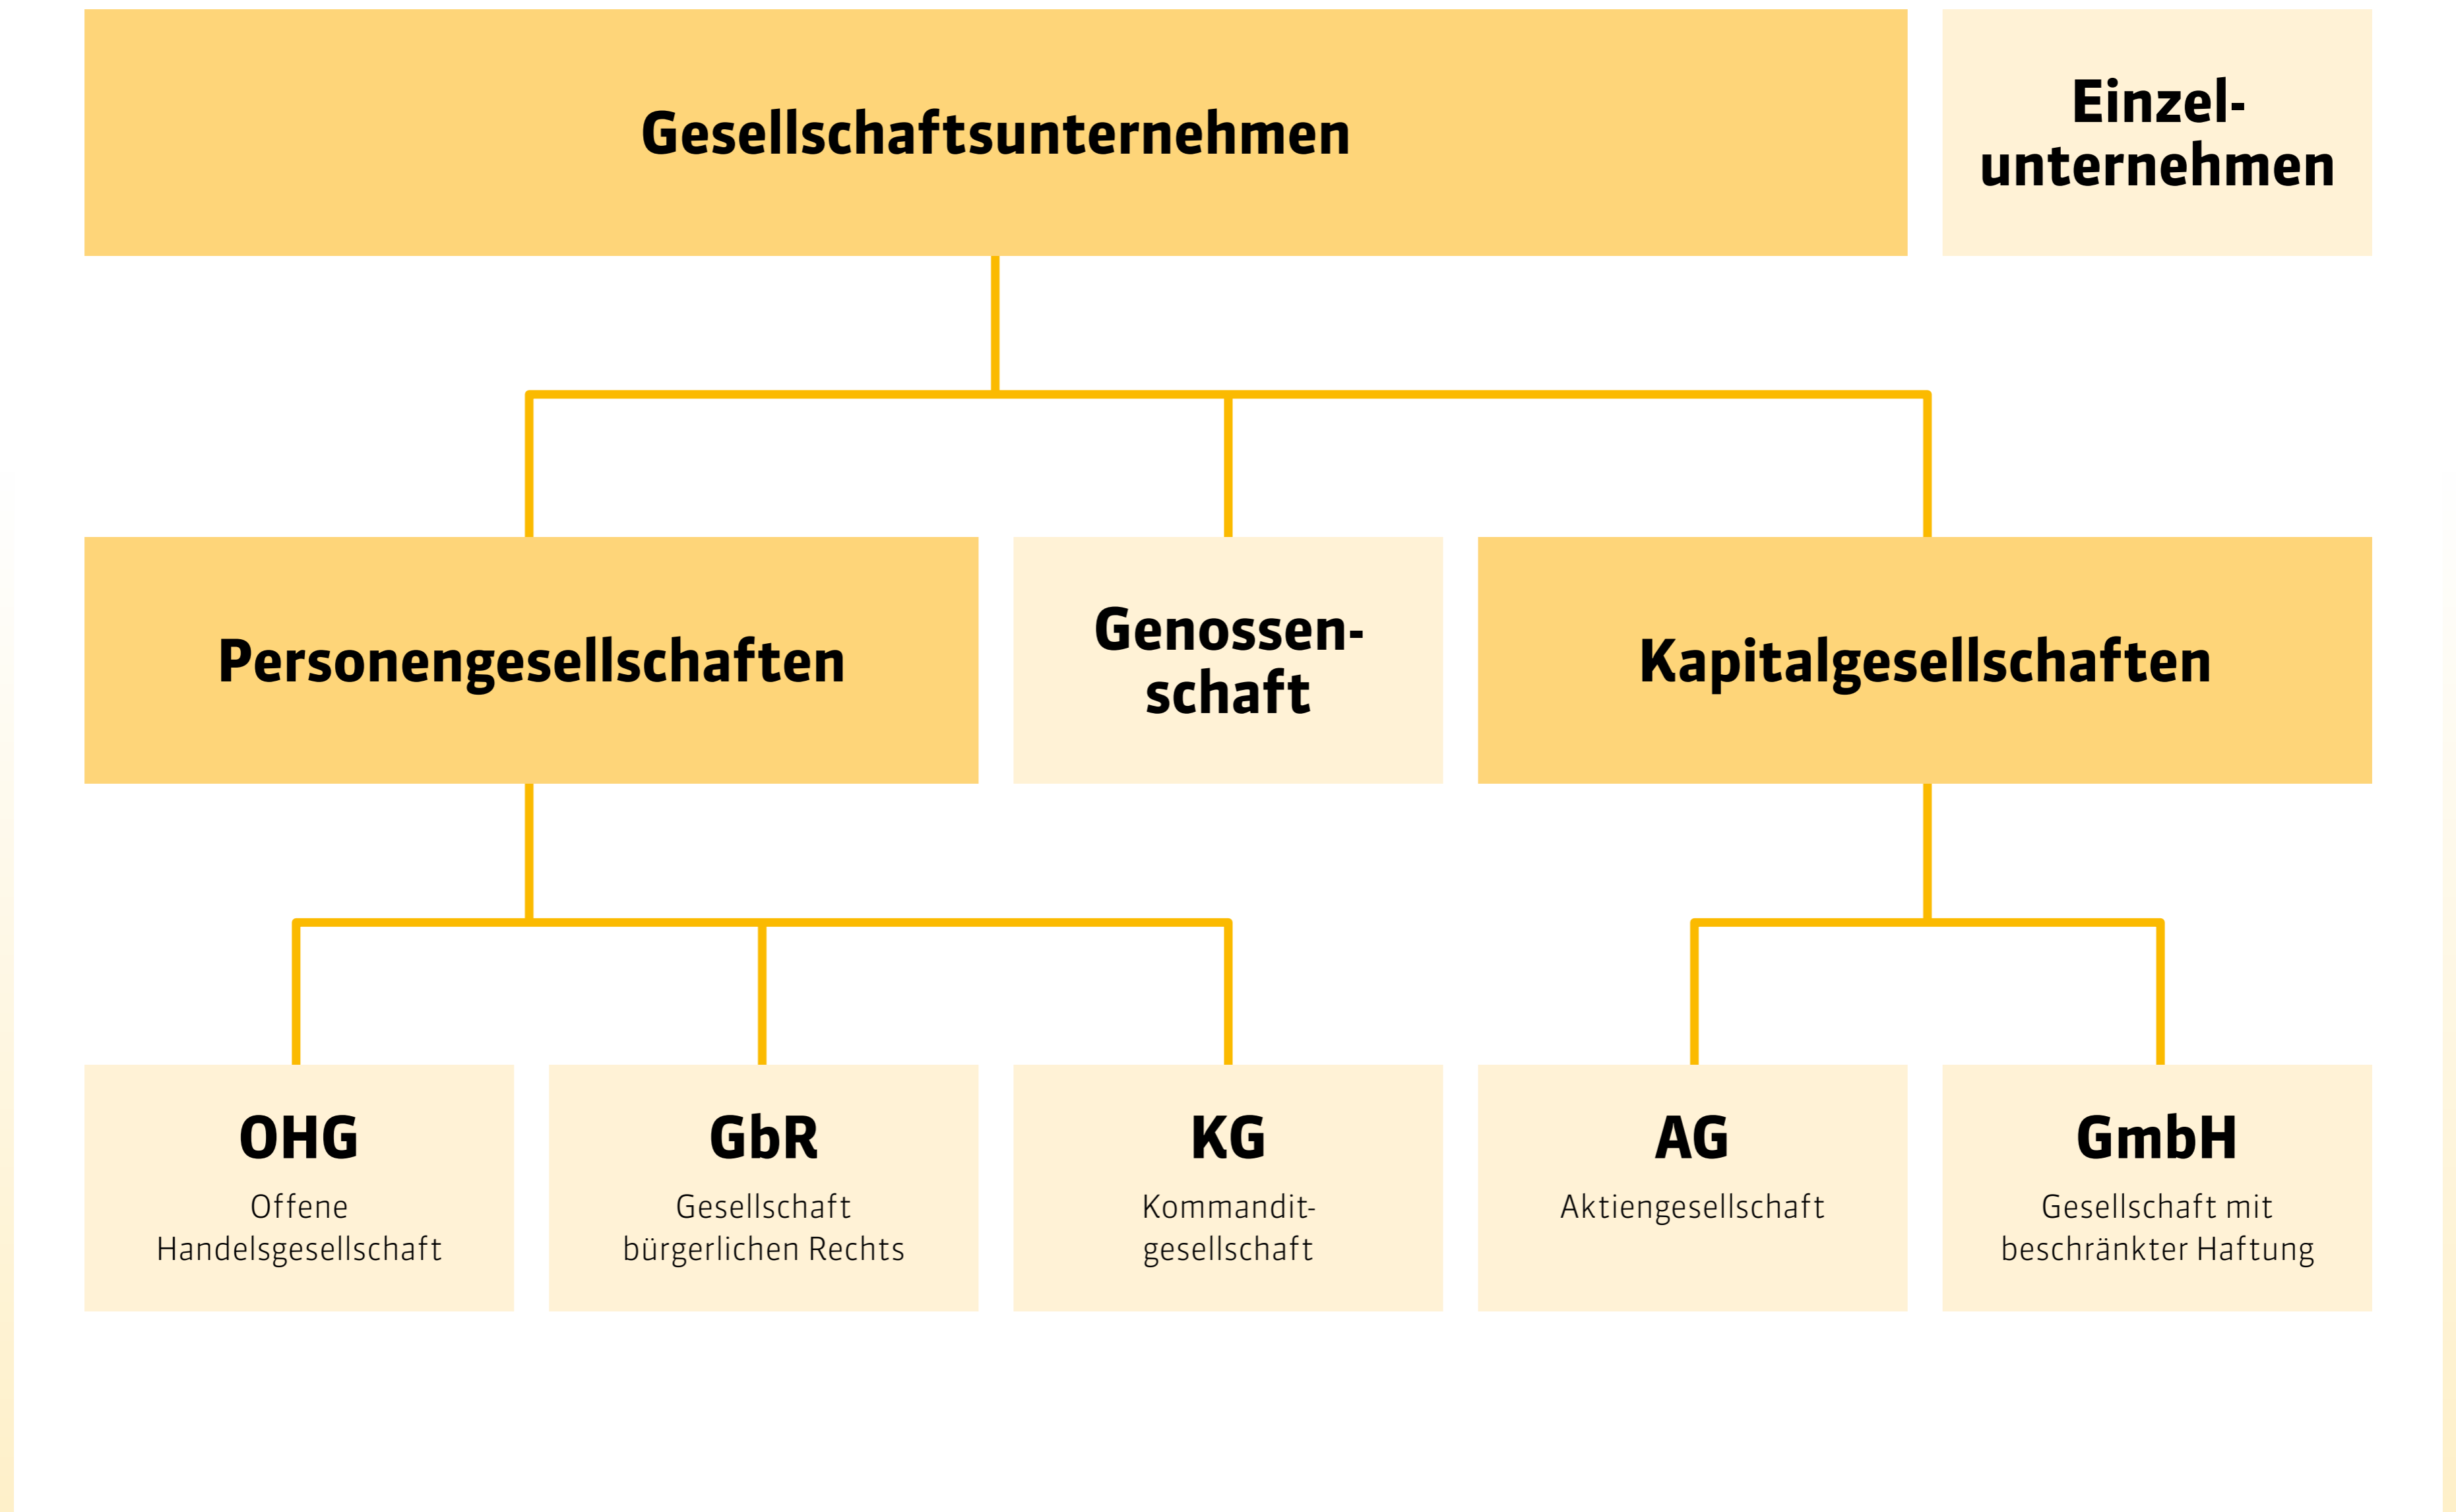 Gesellschaftsunternehmen
Einzel-
unternehmen
Personengesellschaften
Genossen-
schaft
Kapitalgesellschaften
OHG
Offene
Handelsgesellschaft
GbR
Gesellschaft
bürgerlichen Rechts
KG
Kommandit-
gesellschaft
AG
Aktiengesellschaft
GmbH
Gesellschaft mit
beschränkter Haftung